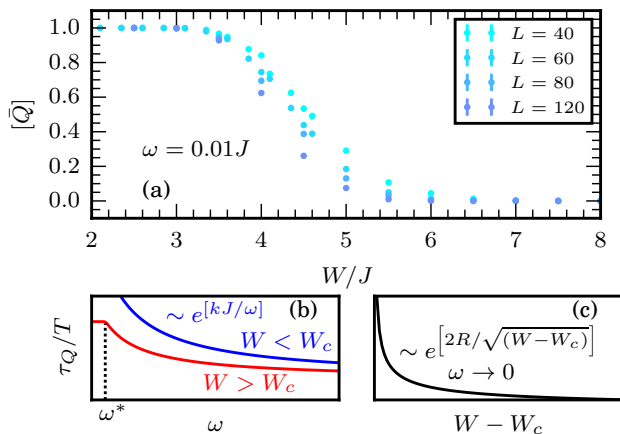 1.0
0.8
0.6
0.4
0.2
0.0
[Q̄]
L = 40
L = 60
L = 80
L = 120
ω = 0.01J
(a)
2 3 4 5 6 7 8
W/J
(b)
∼ e^[kJ/ω]
W < W_c
W > W_c
τ_Q/T
ω*
ω
(c)
∼ e^[2R/√(W−W_c)]
ω → 0
W − W_c